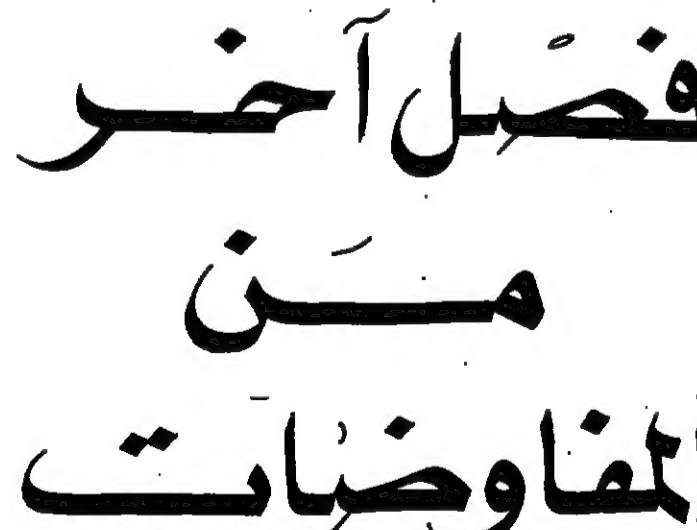 فصل آخر
من
المفاوضات